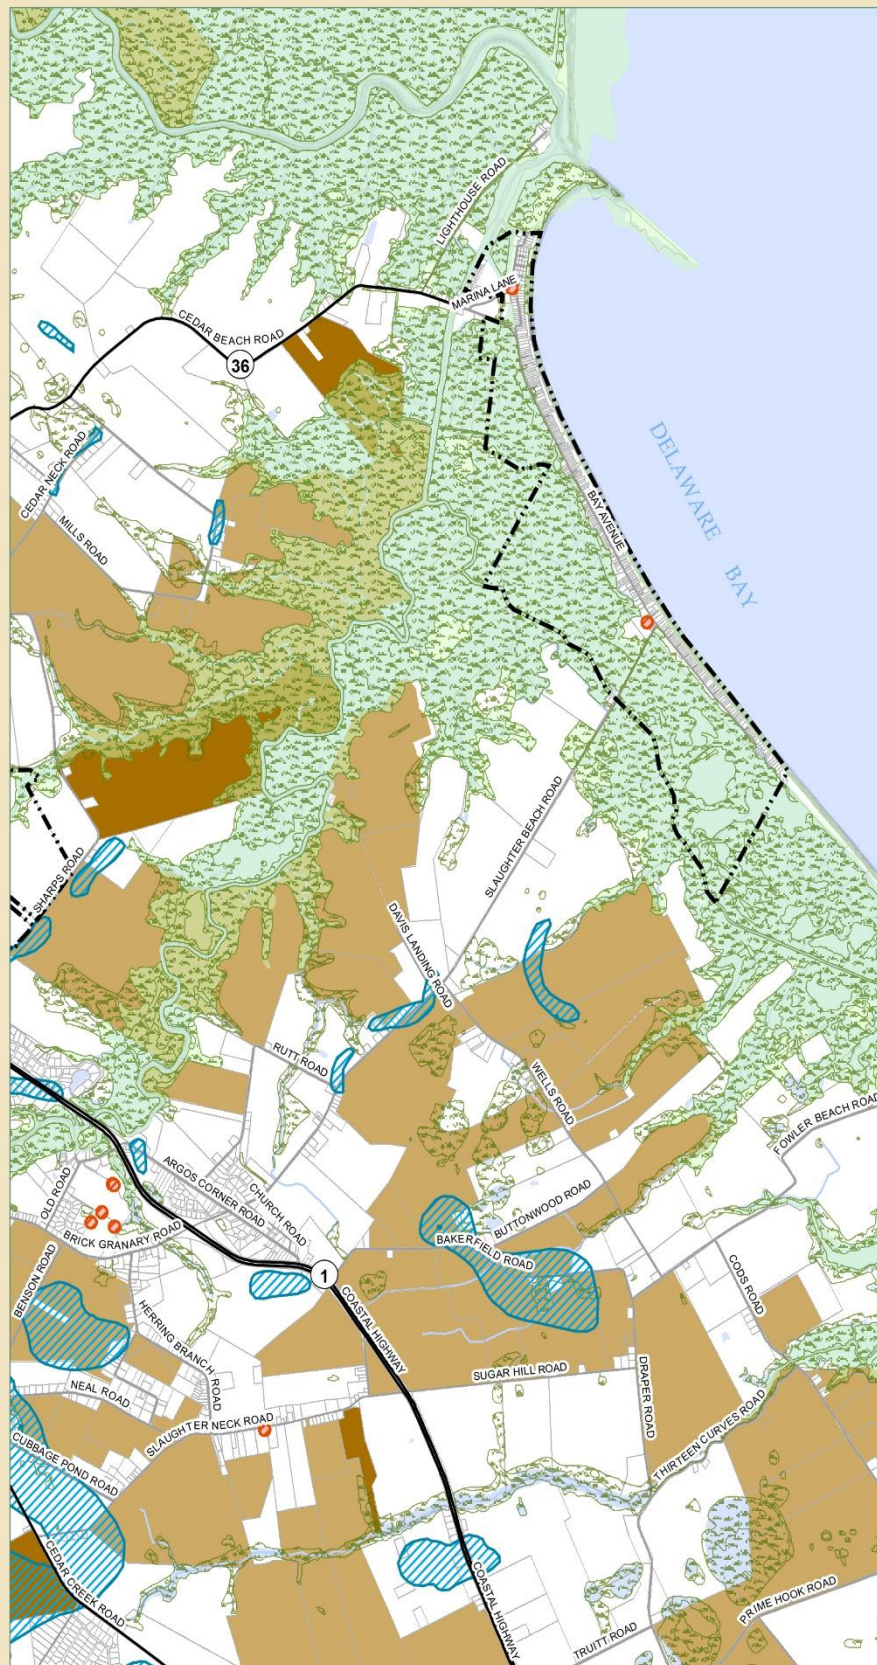 LIGHTHOUSE ROAD
MARINA LANE
CEDAR BEACH ROAD
36
CEDAR NECK ROAD
MILLS ROAD
DELAWARE BAY
BAY AVENUE
SLAUGHTER BEACH ROAD
SHARPS ROAD
DAVIS LANDING ROAD
RUTT ROAD
WELLS ROAD
FOWLER BEACH ROAD
ARGOS CORNER ROAD
CHURCH ROAD
OLD ROAD
BRICK GRANARY ROAD
BUTTONWOOD ROAD
BAKERFIELD ROAD
BENSON ROAD
1
CODS ROAD
HERRING BRANCH ROAD
COASTAL HIGHWAY
NEAL ROAD
SUGAR HILL ROAD
DRAPER ROAD
SLAUGHTER NECK ROAD
THIRTEEN CURVES ROAD
CUBBAGE POND ROAD
CEDAR CREEK ROAD
COASTAL HIGHWAY
PRIME HOOK ROAD
TRUITT ROAD